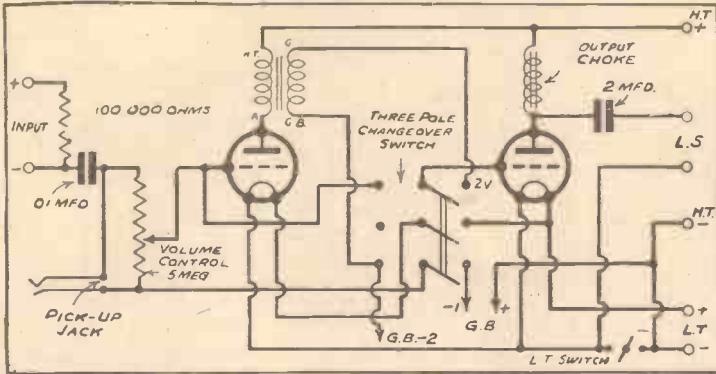 H.T
+
H.T.
G
A
G.B.
OUTPUT
CHOKE
2 MFD.
+
INPUT
-
100 000 OHMS
THREE POLE
CHANGEOVER
SWITCH
L.S
2V
.01 MFD
VOLUME
CONTROL
.5 MEG
H.T.
-
PICK-UP
JACK
-1
G.B
+
G.B.-2
+
L.T
-
L T SWITCH